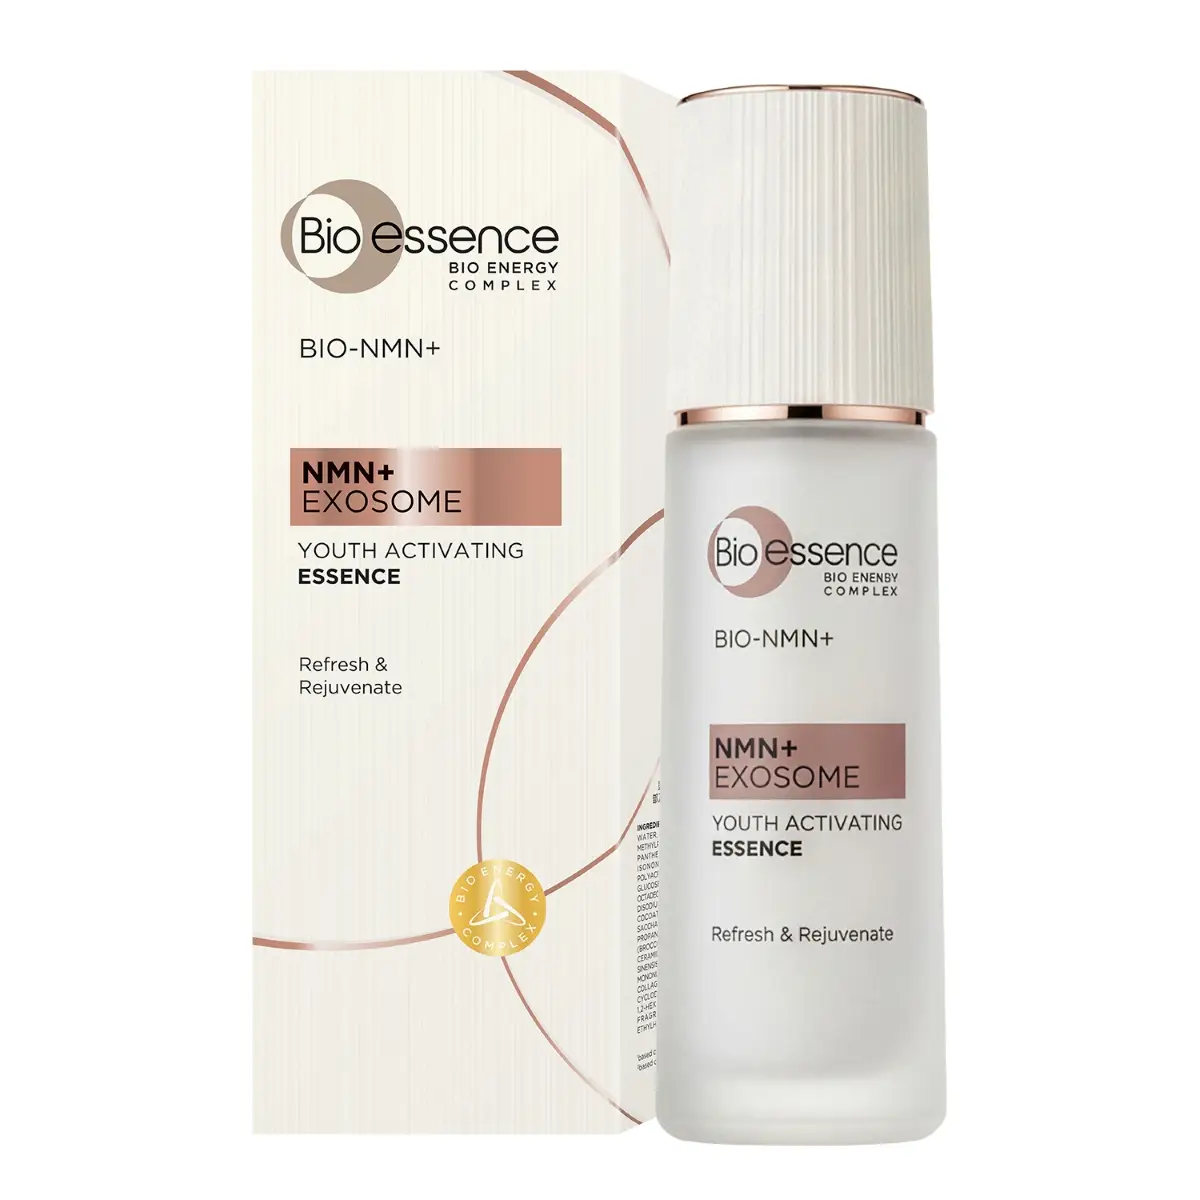 Bio essence
BIO ENERGY
COMPLEX
BIO-NMN+
NMN+
EXOSOME
YOUTH ACTIVATING
ESSENCE
Refresh &
Rejuvenate
BIO ENERGY
COMPLEX
Bio essence
BIO ENENBY
COMPLEX
BIO-NMN+
NMN+
EXOSOME
YOUTH ACTIVATING
ESSENCE
Refresh & Rejuvenate
WATER,